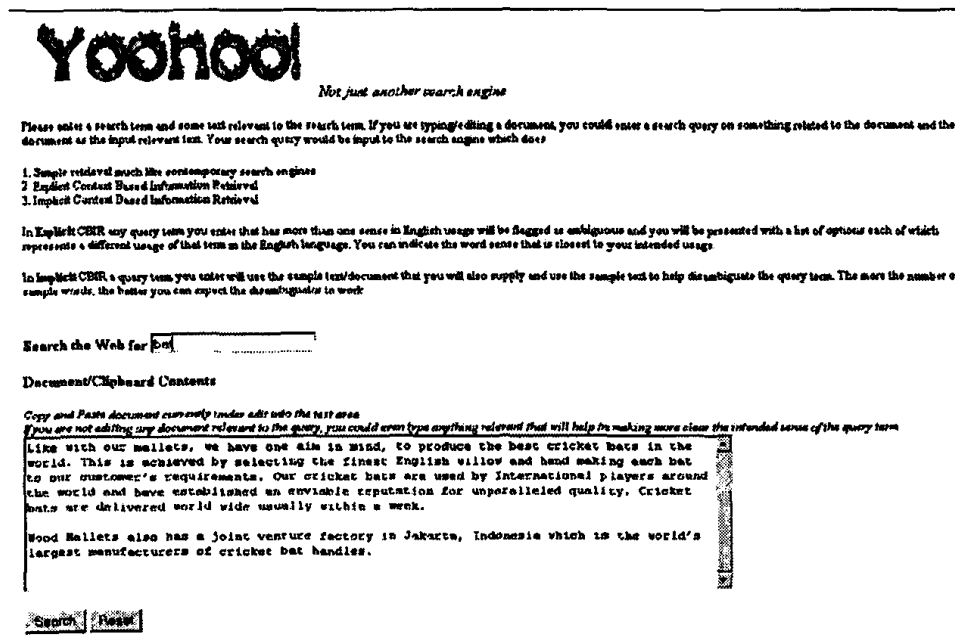 Yoohoo!
Not just another search engine
Please enter a search term and some text relevant to the search term. If you are typing/editing a document, you could enter a search query on something related to the document and the
document as the input relevant text. Your search query would be input to the search engine which does
1. Simple retrieval much like contemporary search engines
2 Explicit Context Based Information Retrieval
3. Implicit Context Based Information Retrieval
In Explicit CBIR any query term you enter that has more than one sense in English usage will be flagged as ambiguous and you will be presented with a list of options each of which
represents a different usage of that term in the English language. You can indicate the word sense that is closest to your intended usage.
In Implicit CBIR a query term you enter will use the sample text/document that you will also supply and use the sample text to help disambiguate the query term. The more the number o
sample words, the better you can expect the disambiguator to work
Search the Web for bat
Document/Clipboard Contents
Copy and Paste document currently under edit into the text area
If you are not editing any document relevant to the query, you could even type anything relevant that will help in making more clear the intended sense of the query term
Like with our mallets, we have one aim in mind, to produce the best cricket bats in the
world. This is achieved by selecting the finest English willow and hand making each bat
to our customer's requirements. Our cricket bats are used by International players around
the world and have established an enviable reputation for unparalleled quality. Cricket
bats are delivered world wide usually within a week.
Wood Mallets also has a joint venture factory in Jakarta, Indonesia which is the world's
largest manufacturers of cricket bat handles.
Search Reset